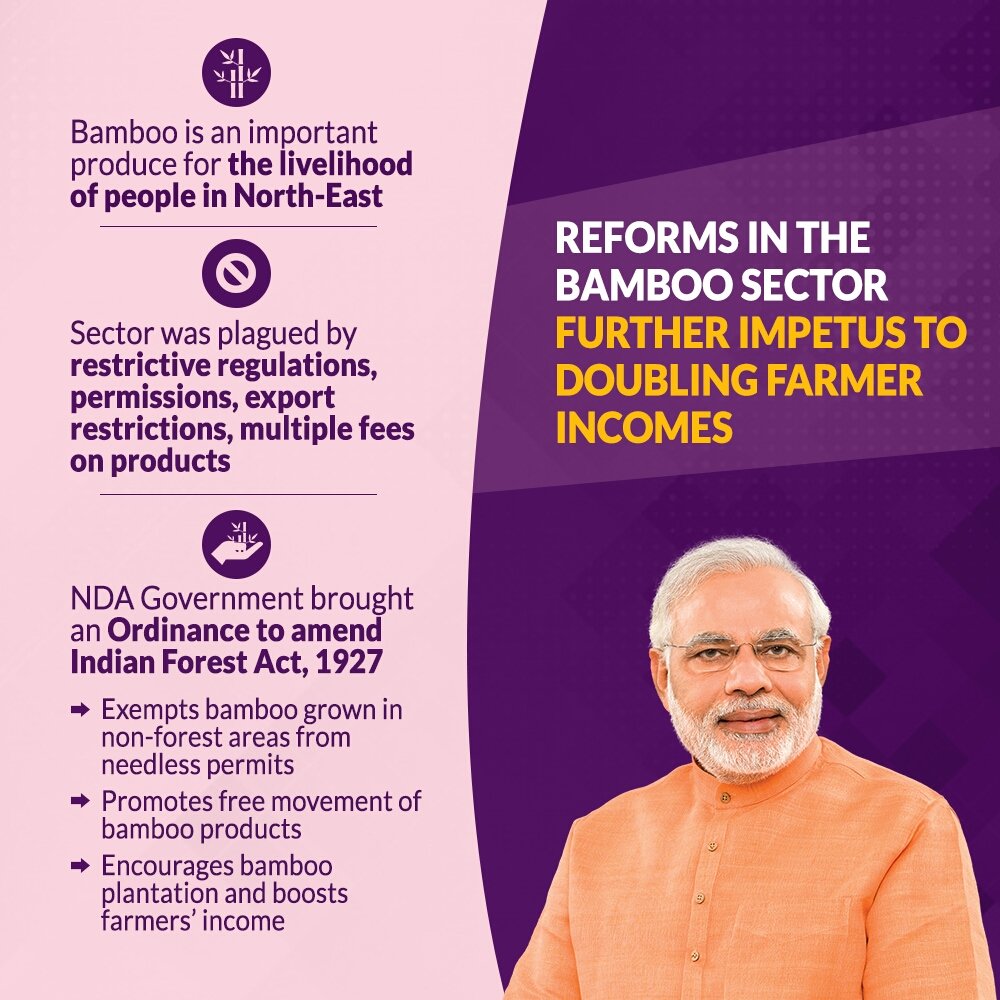 Bamboo is an important
produce for the livelihood
of people in North-East
Sector was plagued by
restrictive regulations,
permissions, export
restrictions, multiple fees
on products
NDA Government brought
an Ordinance to amend
Indian Forest Act, 1927
Exempts bamboo grown in
non-forest areas from
needless permits
Promotes free movement of
bamboo products
Encourages bamboo
plantation and boosts
farmers' income
REFORMS IN THE
BAMBOO SECTOR
FURTHER IMPETUS TO
DOUBLING FARMER
INCOMES